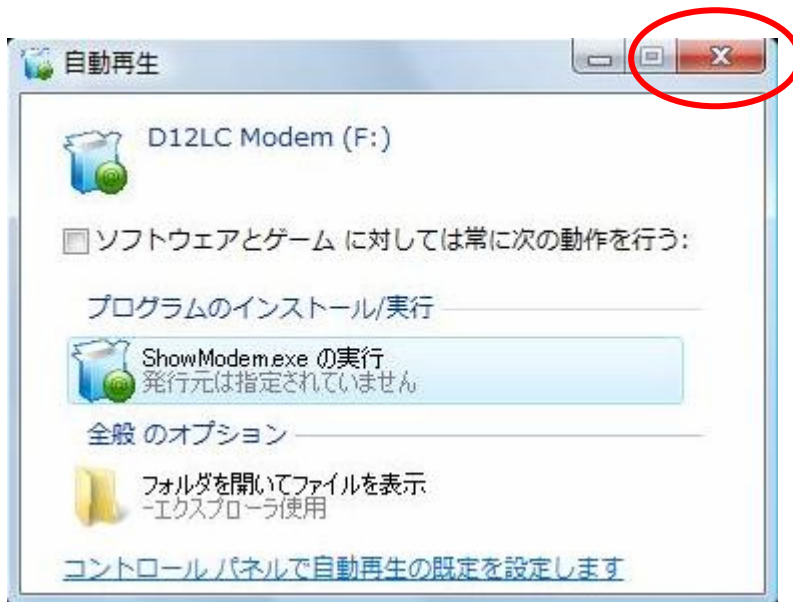 自動再生
D12LC Modem (F:)
ソフトウェアとゲーム に対しては常に次の動作を行う:
プログラムのインストール/実行
ShowModem.exe の実行
発行元は指定されていません
全般 のオプション
フォルダを開いてファイルを表示
-エクスプローラ使用
コントロール パネルで自動再生の既定を設定します